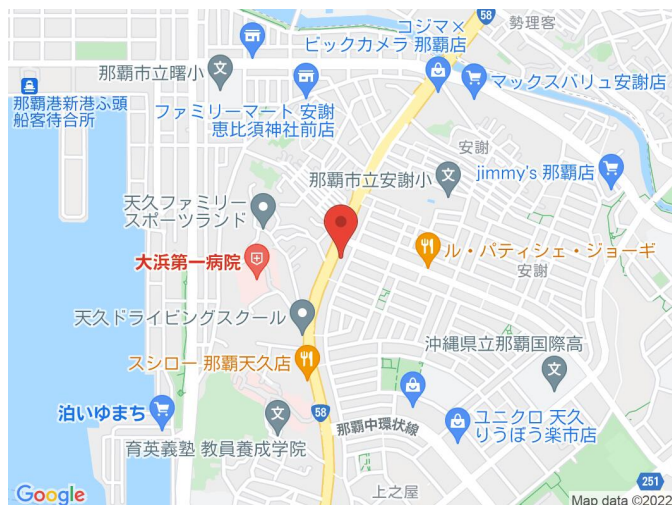 コジマ×
ビックカメラ 那覇店
58
勢理客
那覇市立曙小
那覇港新港ふ頭
船客待合所
ファミリーマート 安謝
恵比須神社前店
マックスバリュ安謝店
安謝
那覇市立安謝小
jimmy's 那覇店
天久ファミリー
スポーツランド
大浜第一病院
ル・パティシェ・ジョーギ
安謝
天久ドライビングスクール
沖縄県立那覇国際高
スシロー 那覇天久店
泊いゆまち
58
那覇中環状線
ユニクロ 天久
りうぼう楽市店
育英義塾 教員養成学院
上之屋
251
Google
Map data ©2022